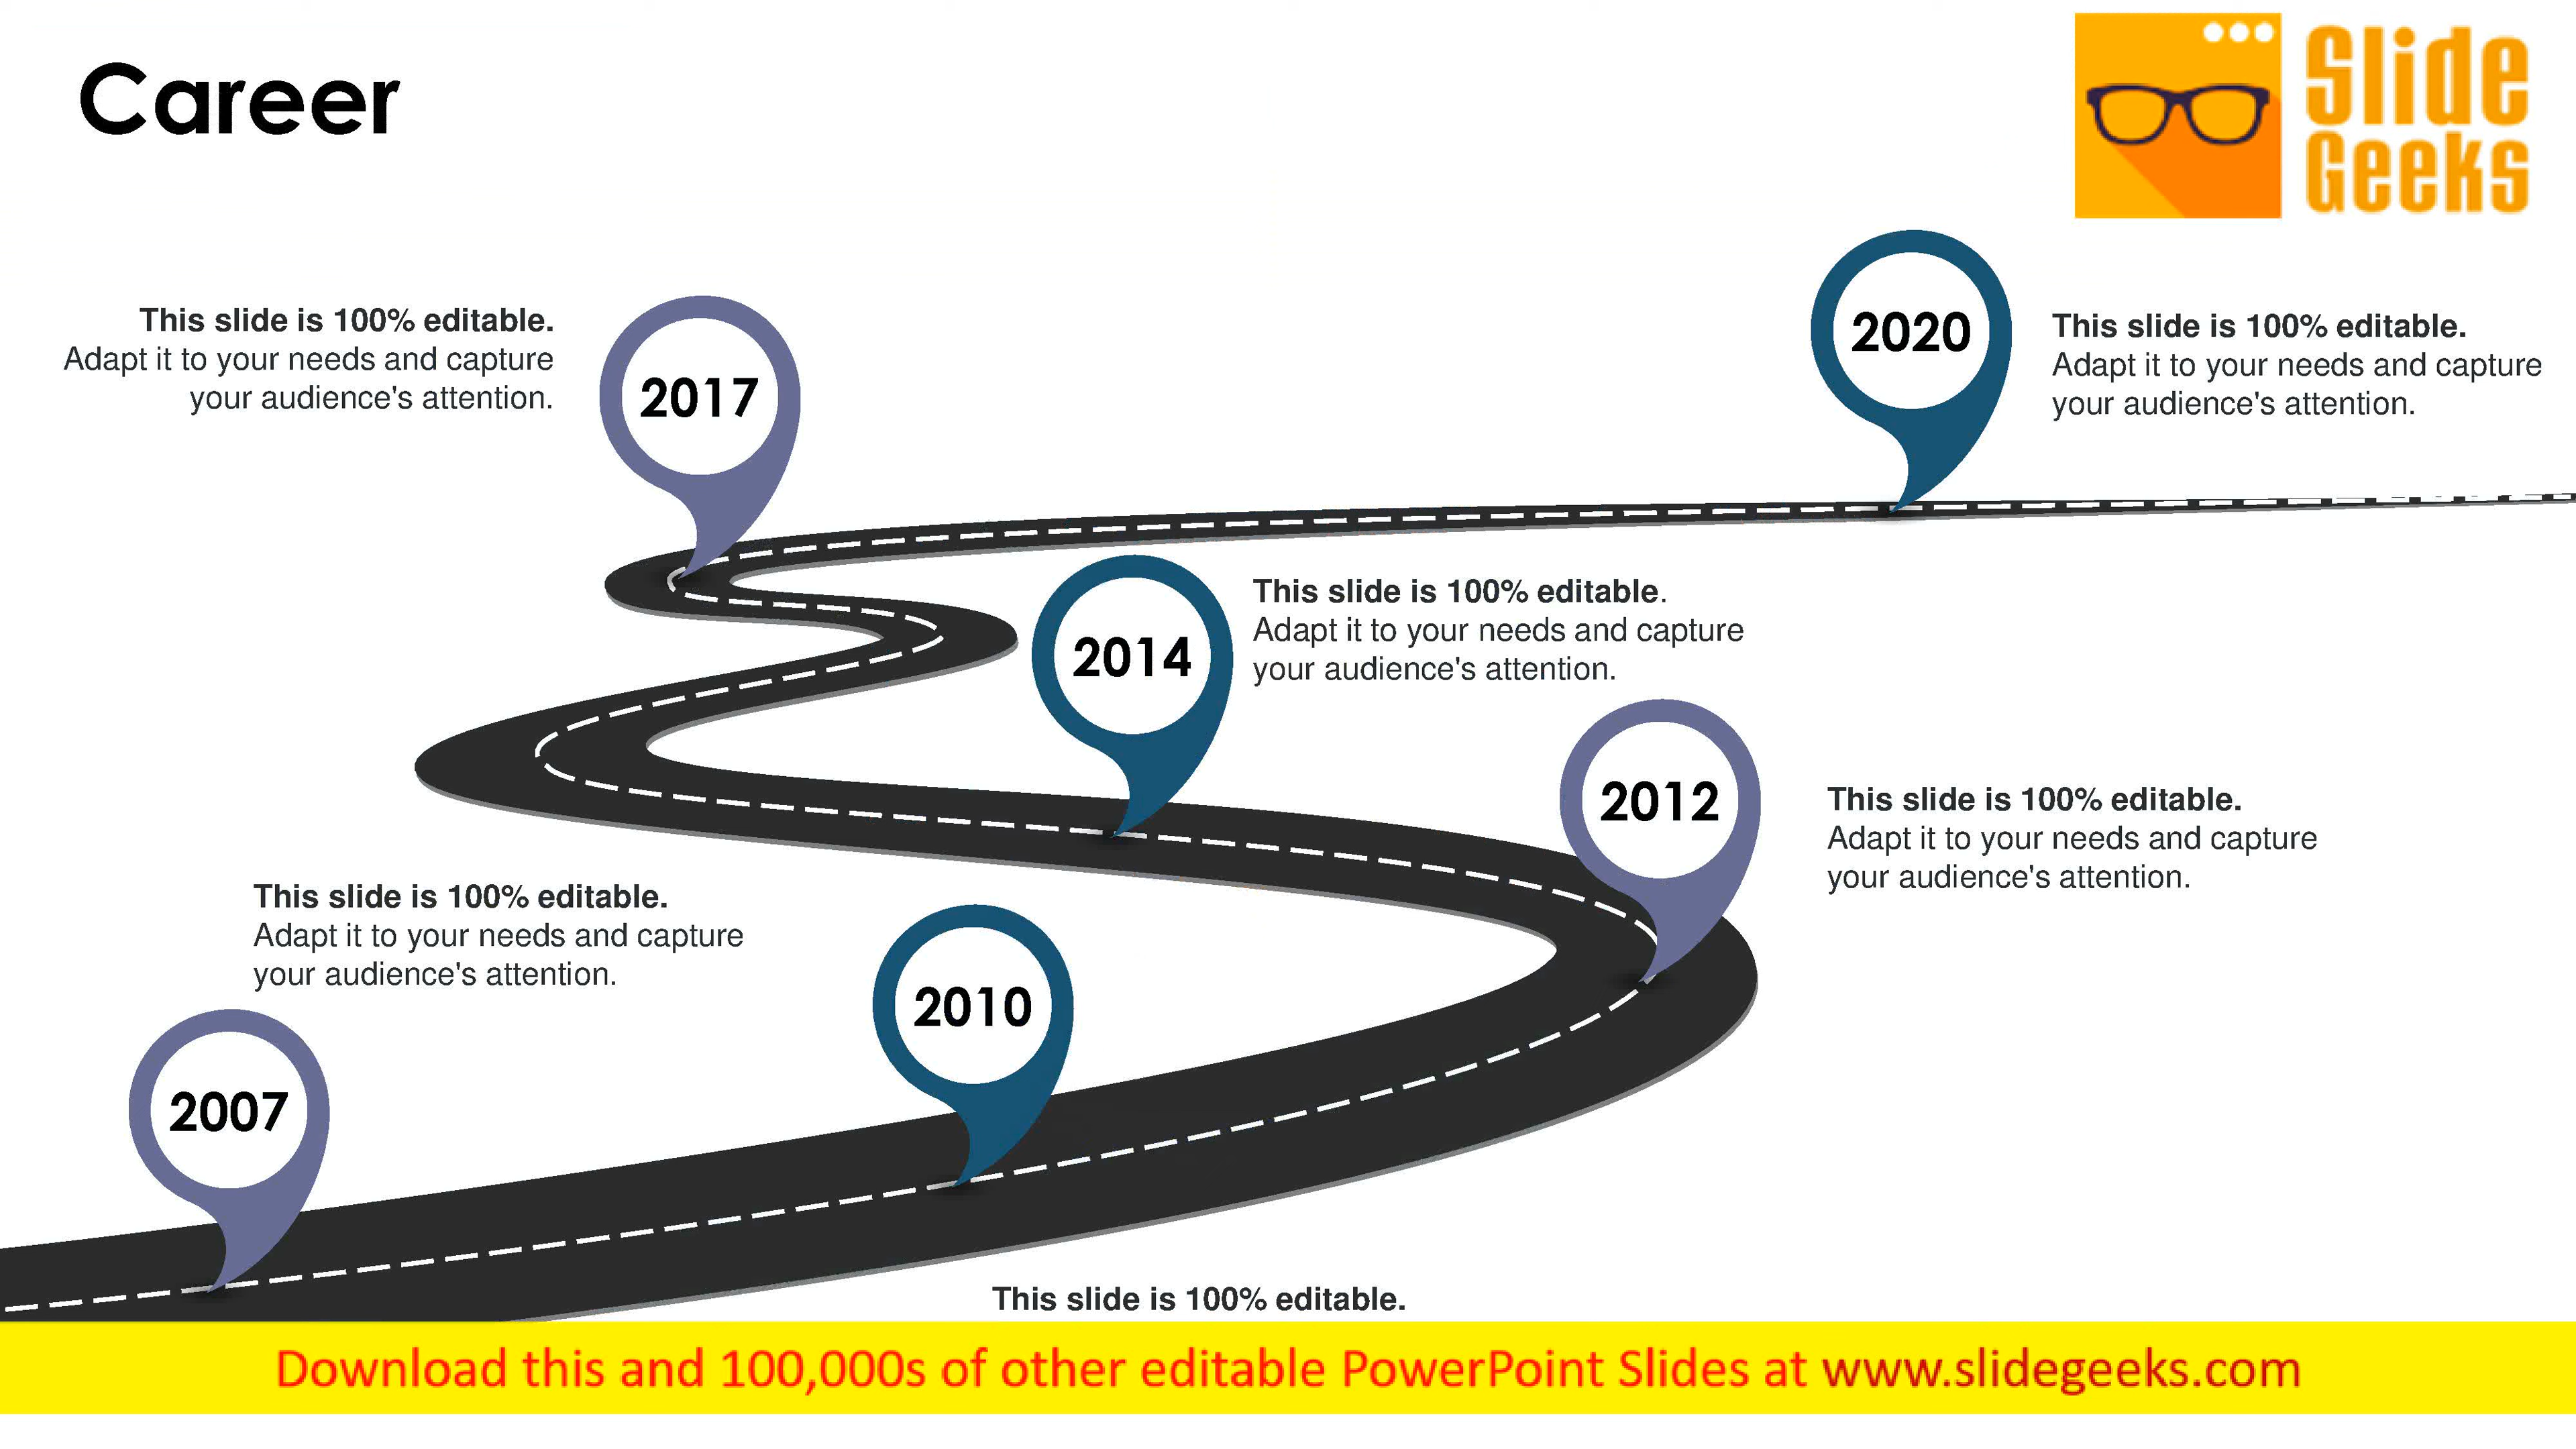 Career
Slide
Geeks
This slide is 100% editable.
Adapt it to your needs and capture
your audience's attention.
2017
2020
This slide is 100% editable.
Adapt it to your needs and capture
your audience's attention.
2014
This slide is 100% editable.
Adapt it to your needs and capture
your audience's attention.
2012
This slide is 100% editable.
Adapt it to your needs and capture
your audience's attention.
This slide is 100% editable.
Adapt it to your needs and capture
your audience's attention.
2010
2007
This slide is 100% editable.
Download this and 100,000s of other editable PowerPoint Slides at www.slidegeeks.com